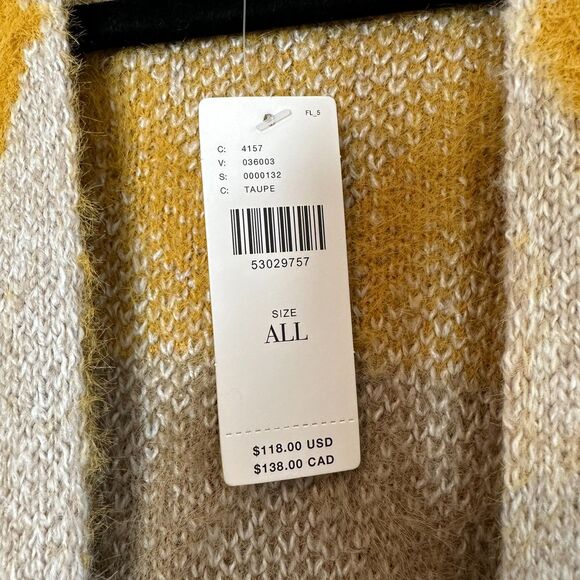 FL_5
C: 4157
V: 036003
S: 0000132
C: TAUPE
53029757
SIZE
ALL
$118.00 USD
$138.00 CAD